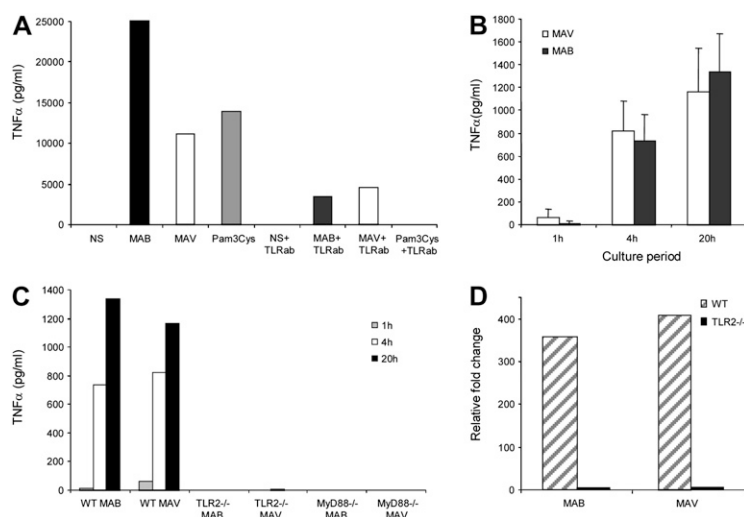 A
TNFα (pg/ml)
25000
20000
15000
10000
5000
0
NS
MAB
MAV
Pam3Cys
NS+
TLRab
MAB+
TLRab
MAV+
TLRab
Pam3Cys
+TLRab
B
TNFα(pg/ml)
1800
1600
1400
1200
1000
800
600
400
200
0
MAV
MAB
1h
4h
20h
Culture period
C
TNFα (pg/ml)
1400
1200
1000
800
600
400
200
0
1h
4h
20h
WT MAB
WT MAV
TLR2-/-
MAB
TLR2-/-
MAV
MyD88-/-
MAB
MyD88-/-
MAV
D
Relative fold change
400
300
200
100
0
WT
TLR2-/-
MAB
MAV